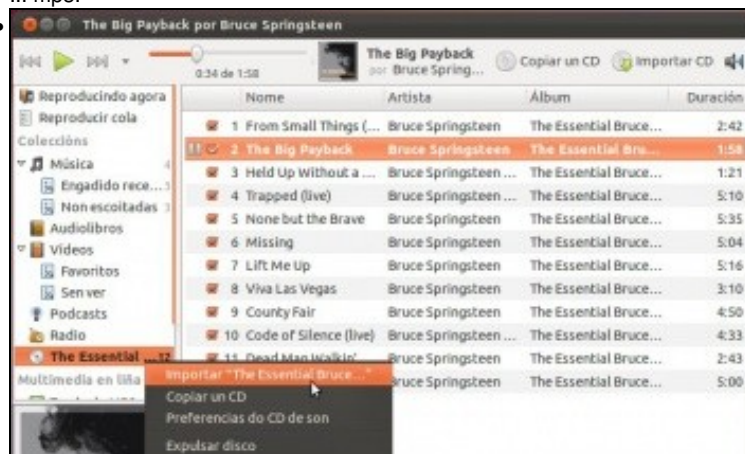 The Big Payback por Bruce Springsteen
0:34 de 1:58
The Big Payback
por Bruce Spring...
Copiar un CD
Importar CD
Reproducindo agora
Reproducir cola
Coleccións
Música 4
Engadido rece...3
Non escoitadas 3
Audiolibros
Vídeos
Favoritos
Sen ver
Podcasts
Radio
The Essential ...12
Multimedia en liña
Nome Artista Álbum Duración
1 From Small Things (... Bruce Springsteen The Essential Bruce... 2:42
2 The Big Payback Bruce Springsteen The Essential Bru... 1:58
3 Held Up Without a ... Bruce Springsteen ... The Essential Bruce... 1:21
4 Trapped (live) Bruce Springsteen ... The Essential Bruce... 5:10
5 None but the Brave Bruce Springsteen The Essential Bruce... 5:35
6 Missing Bruce Springsteen The Essential Bruce... 5:04
7 Lift Me Up Bruce Springsteen The Essential Bruce... 5:16
8 Viva Las Vegas Bruce Springsteen The Essential Bruce... 3:10
9 County Fair Bruce Springsteen The Essential Bruce... 4:50
10 Code of Silence (live) Bruce Springsteen ... The Essential Bruce... 4:33
11 Dead Man Walkin' Bruce Springsteen The Essential Bruce... 2:43
Bruce Springsteen The Essential Bruce... 5:00
Importar "The Essential Bruce..."
Copiar un CD
Preferencias do CD de son
Expulsar disco